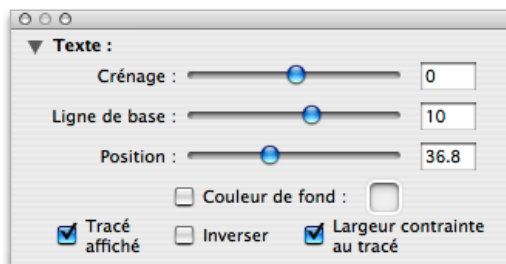 Texte :
Crénage : 0
Ligne de base : 10
Position : 36.8
Couleur de fond :
Tracé affiché Inverser Largeur contrainte au tracé